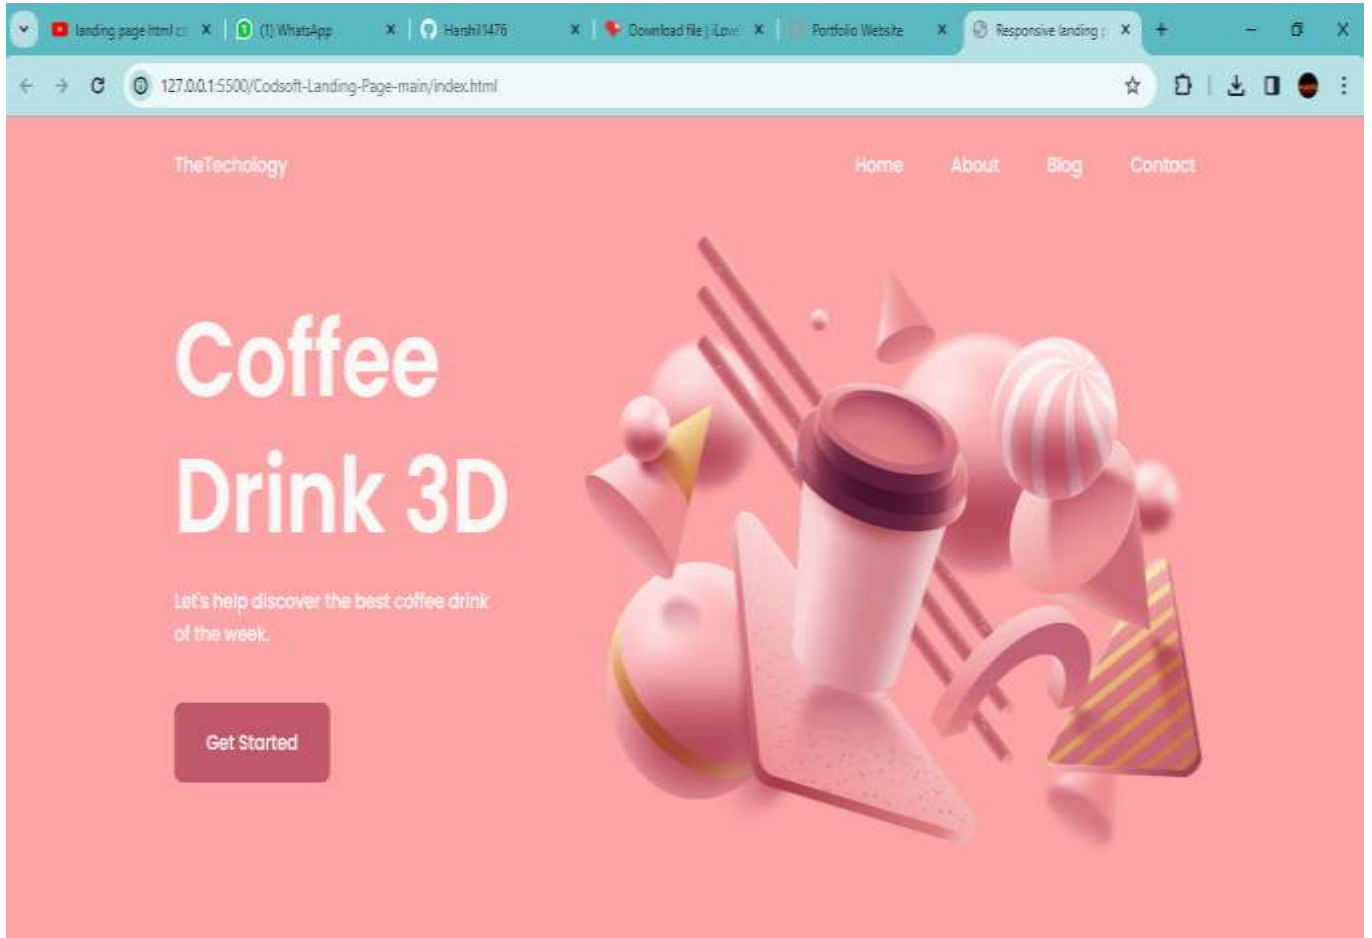 landing page html co
(1) WhatsApp
Harshil1476
Download file | iLove
Portfolio Website
Responsive landing p
127.0.0.1:5500/Codsoft-Landing-Page-main/index.html
TheTechology
Home
About
Blog
Contact
Coffee
Drink 3D
Let's help discover the best coffee drink
of the week.
Get Started